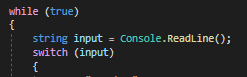 while (true)
{
string input = Console.ReadLine();
switch (input)
{